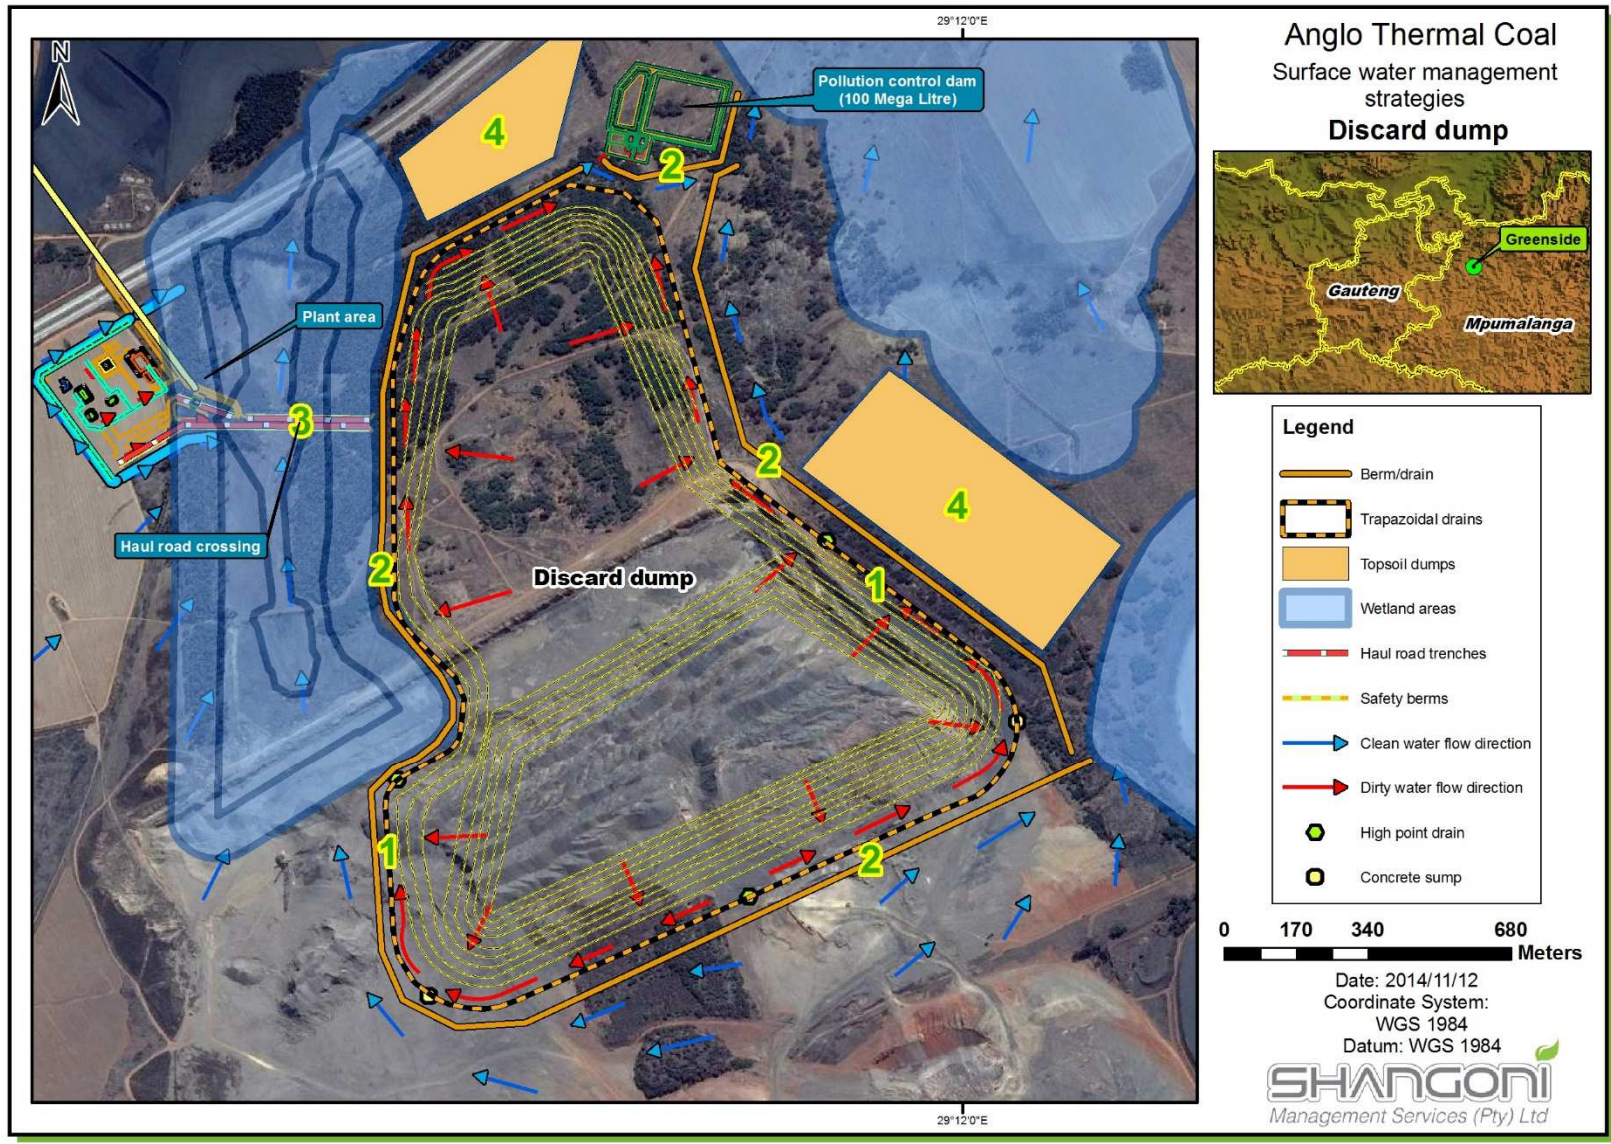 29°12'0"E
Anglo Thermal Coal
Surface water management
strategies
Discard dump
N
Pollution control dam
(100 Mega Litre)
4
2
Greenside
Gauteng
Mpumalanga
Plant area
3
Haul road crossing
2
4
2
Discard dump
1
1
2
Legend
Berm/drain
Trapazoidal drains
Topsoil dumps
Wetland areas
Haul road trenches
Safety berms
Clean water flow direction
Dirty water flow direction
High point drain
Concrete sump
0 170 340 680
Meters
Date: 2014/11/12
Coordinate System:
WGS 1984
Datum: WGS 1984
SHANGONI
Management Services (Pty) Ltd
29°12'0"E